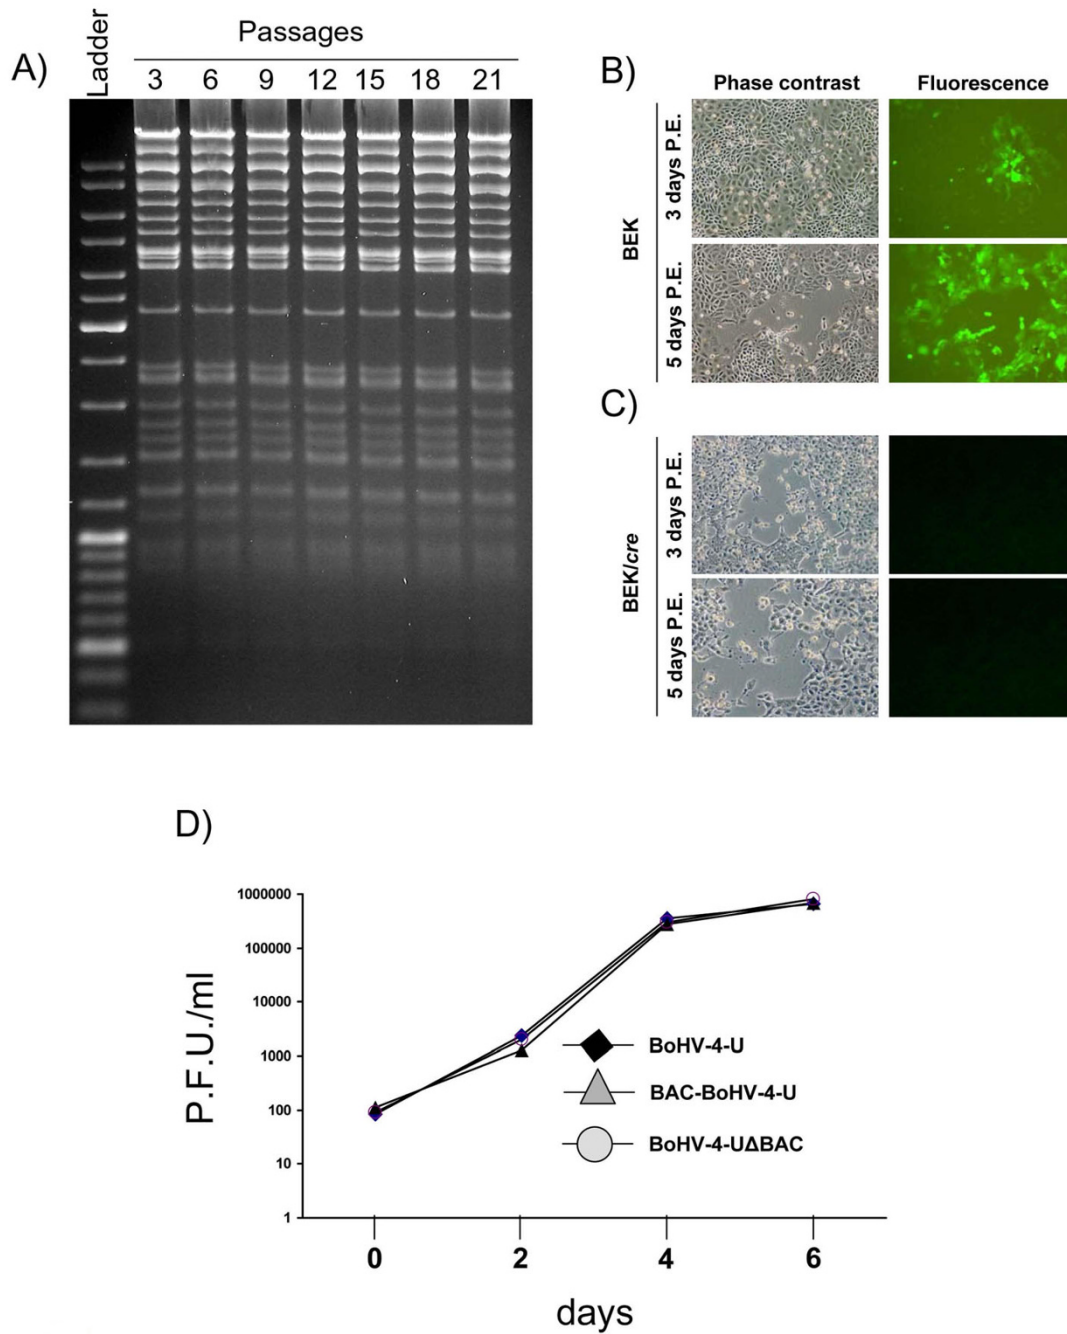 A)
Ladder
Passages
3 6 9 12 15 18 21
B)
Phase contrast Fluorescence
BEK
3 days P.E.
5 days P.E.
C)
BEK/cre
3 days P.E.
5 days P.E.
D)
P.F.U./ml
1000000
100000
10000
1000
100
10
1
BoHV-4-U
BAC-BoHV-4-U
BoHV-4-UΔBAC
0 2 4 6
days